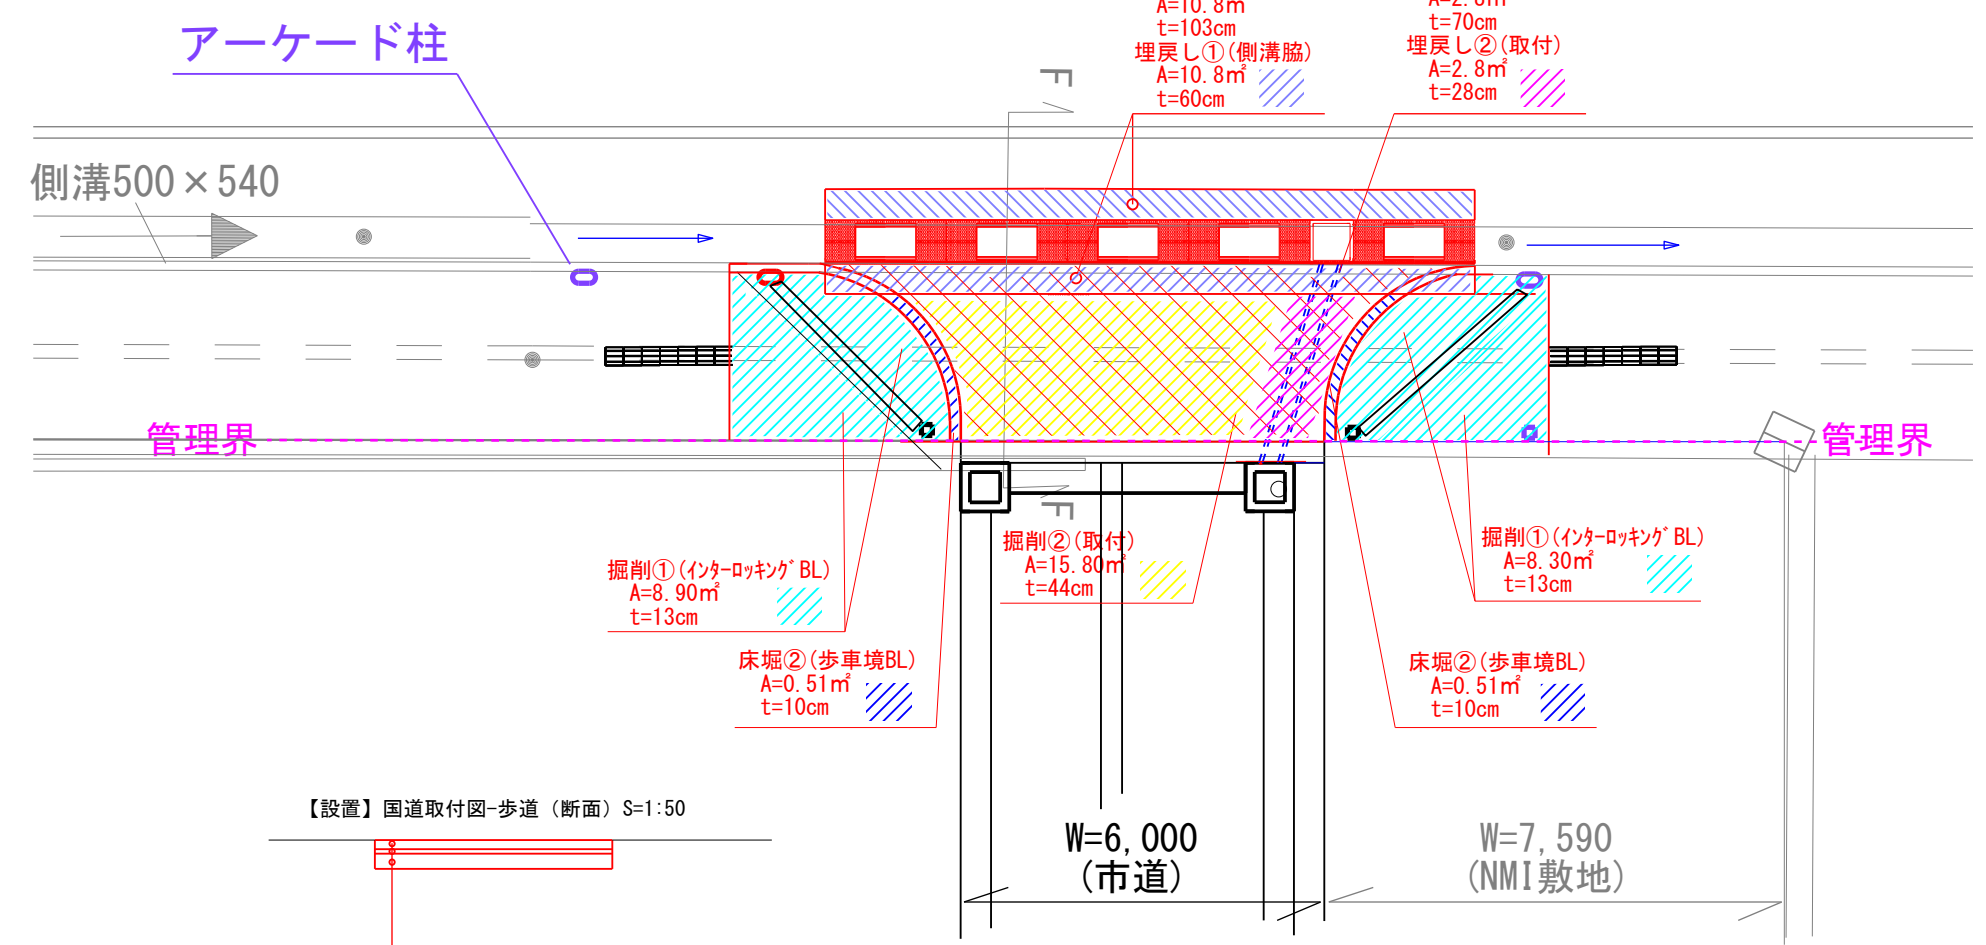 アーケード柱
A=10.8㎡
t=103cm
埋戻し①(側溝脇)
A=10.8㎡
t=60cm
A=2.8㎡
t=70cm
埋戻し②(取付)
A=2.8㎡
t=28cm
F
側溝500×540
管理界
管理界
F
掘削①(ｲﾝﾀｰﾛｯｷﾝｸﾞBL)
A=8.90㎡
t=13cm
掘削②(取付)
A=15.80㎡
t=44cm
掘削①(ｲﾝﾀｰﾛｯｷﾝｸﾞBL)
A=8.30㎡
t=13cm
床堀②(歩車境BL)
A=0.51㎡
t=10cm
床堀②(歩車境BL)
A=0.51㎡
t=10cm
【設置】国道取付図-歩道（断面）S=1:50
W=6,000
(市道)
W=7,590
(NMI敷地)